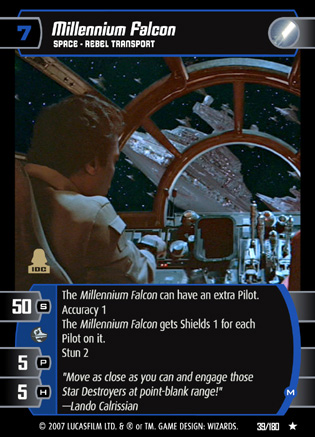 7
Millennium Falcon
SPACE - REBEL TRANSPORT
IDC
50 S
The Millennium Falcon can have an extra Pilot.
Accuracy 1
The Millennium Falcon gets Shields 1 for each
Pilot on it.
Stun 2
5 P
5 H
"Move as close as you can and engage those
Star Destroyers at point-blank range!"
—Lando Calrissian
M
© 2007 LUCASFILM LTD. & ® or TM. GAME DESIGN: WIZARDS.
39/180